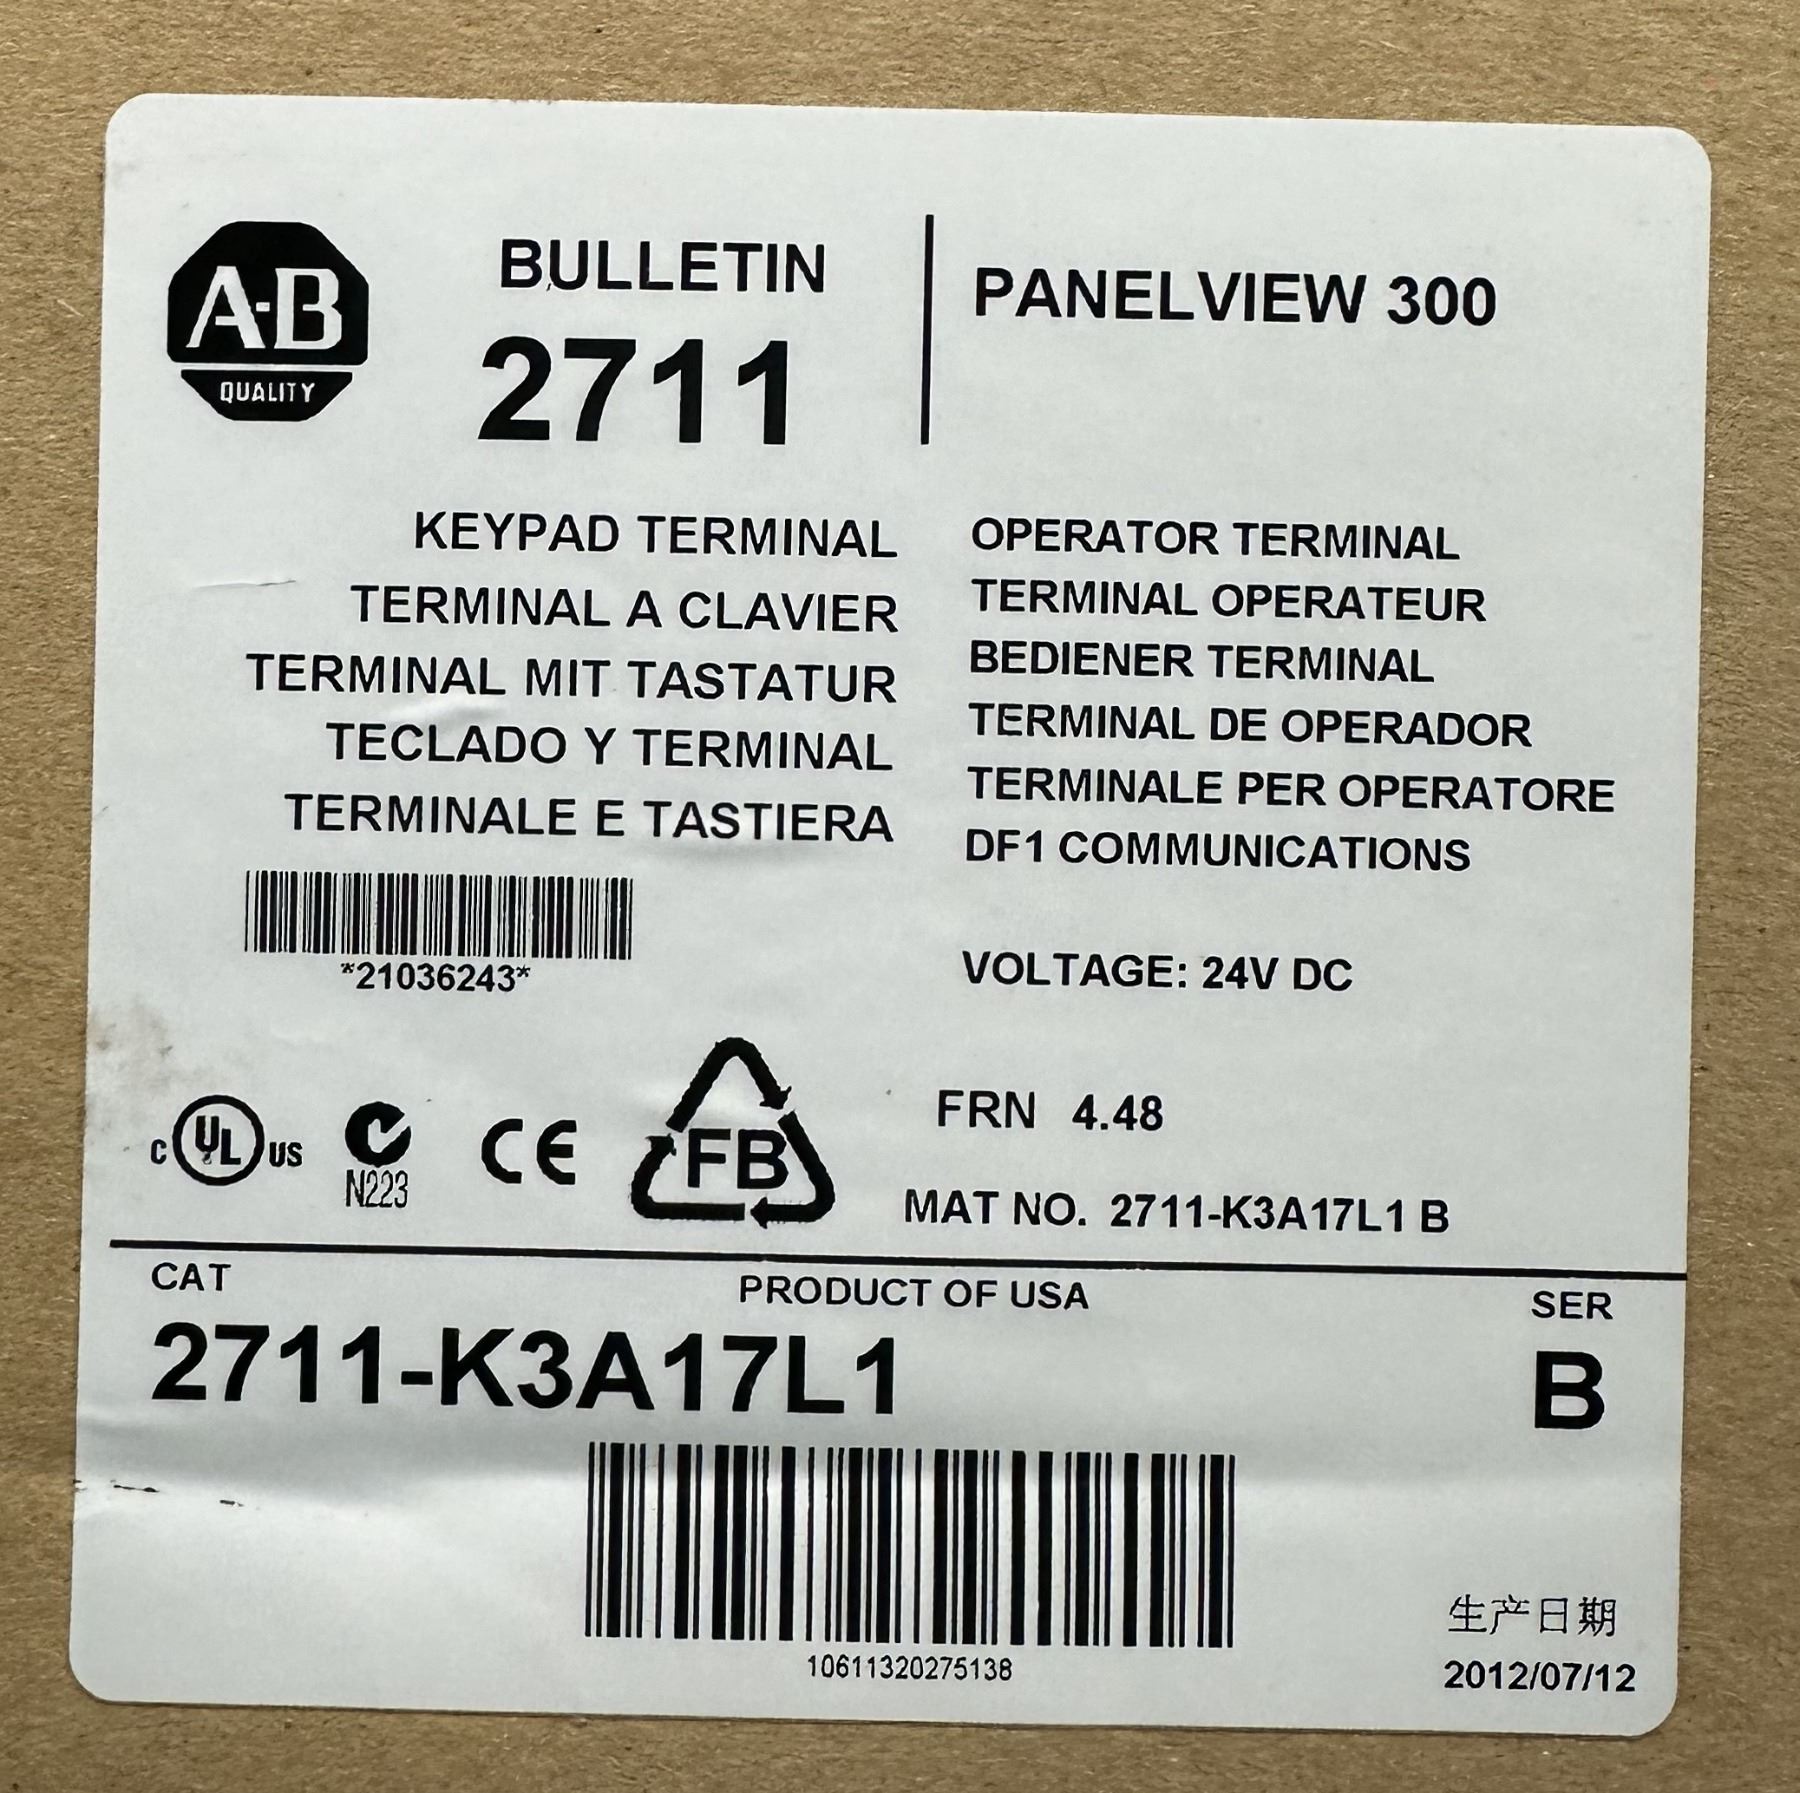 A-B
QUALITY
BULLETIN
2711
PANELVIEW 300
KEYPAD TERMINAL
TERMINAL A CLAVIER
TERMINAL MIT TASTATUR
TECLADO Y TERMINAL
TERMINALE E TASTIERA
OPERATOR TERMINAL
TERMINAL OPERATEUR
BEDIENER TERMINAL
TERMINAL DE OPERADOR
TERMINALE PER OPERATORE
DF1 COMMUNICATIONS
*21036243*
VOLTAGE: 24V DC
C UL US
N223
CE
FB
FRN 4.48
MAT NO. 2711-K3A17L1 B
CAT
PRODUCT OF USA
SER
2711-K3A17L1
B
10611320275138
生产日期
2012/07/12